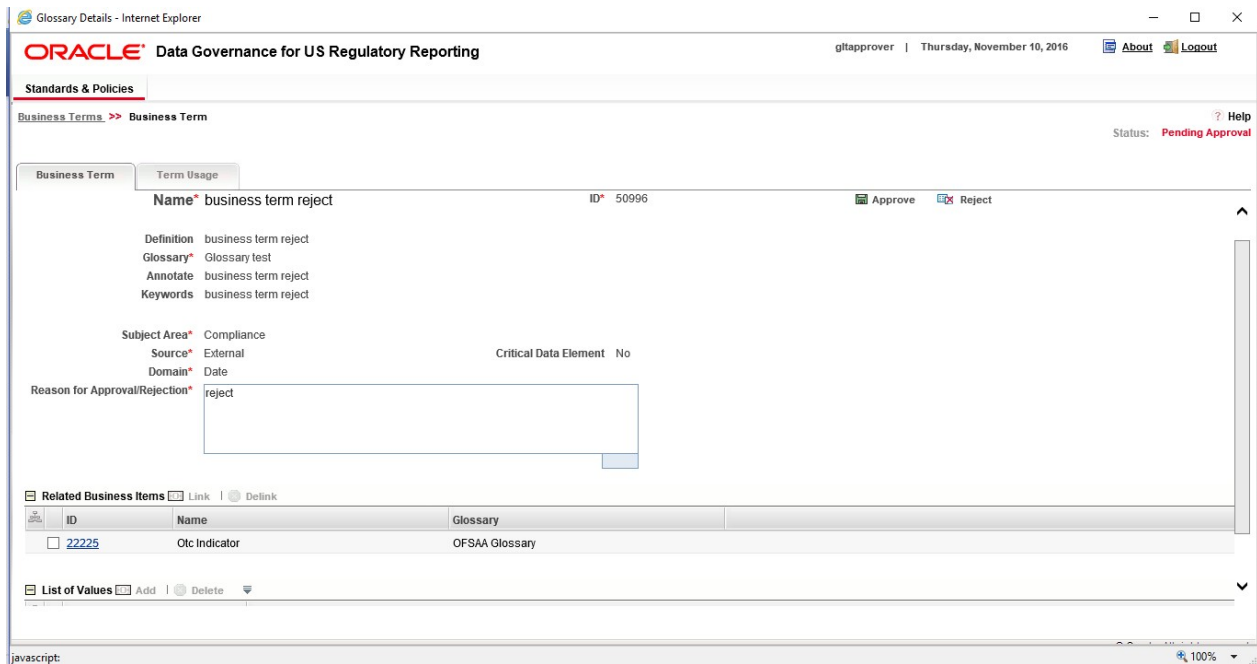 Glossary Details - Internet Explorer
ORACLE Data Governance for US Regulatory Reporting
gltapprover | Thursday, November 10, 2016 About Logout
Standards & Policies
Business Terms >> Business Term
? Help
Status: Pending Approval
Business Term Term Usage
Name* business term reject ID* 50996 Approve Reject
Definition business term reject
Glossary* Glossary test
Annotate business term reject
Keywords business term reject
Subject Area* Compliance
Source* External Critical Data Element No
Domain* Date
Reason for Approval/Rejection* reject
Related Business Items Link | Delink
ID Name Glossary
22225 Otc Indicator OFSAA Glossary
List of Values Add | Delete
javascript: 100%